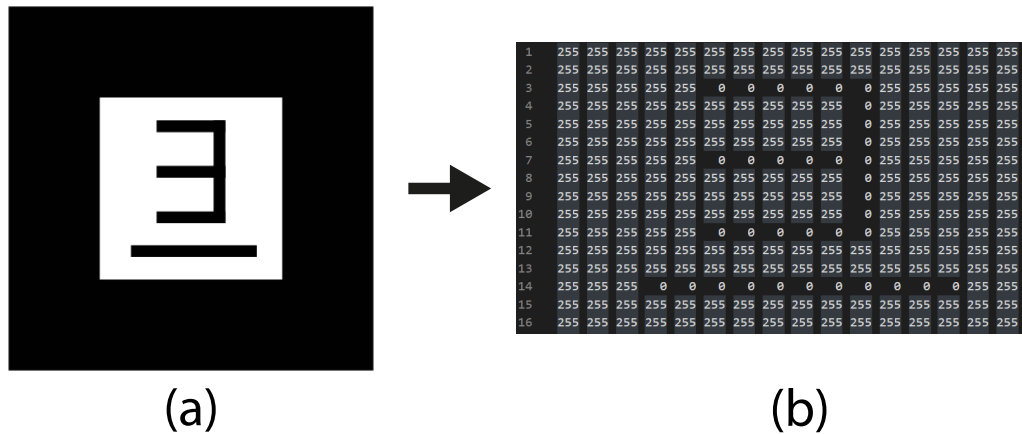 3
1 255 255 255 255 255 255 255 255 255 255 255 255 255 255 255 255
2 255 255 255 255 255 255 255 255 255 255 255 255 255 255 255 255
3 255 255 255 255 255 0 0 0 0 0 0 255 255 255 255 255
4 255 255 255 255 255 255 255 255 255 255 0 255 255 255 255 255
5 255 255 255 255 255 255 255 255 255 255 0 255 255 255 255 255
6 255 255 255 255 255 255 255 255 255 255 0 255 255 255 255 255
7 255 255 255 255 255 0 0 0 0 0 0 255 255 255 255 255
8 255 255 255 255 255 255 255 255 255 255 0 255 255 255 255 255
9 255 255 255 255 255 255 255 255 255 255 0 255 255 255 255 255
10 255 255 255 255 255 255 255 255 255 255 0 255 255 255 255 255
11 255 255 255 255 255 0 0 0 0 0 0 255 255 255 255 255
12 255 255 255 255 255 255 255 255 255 255 255 255 255 255 255 255
13 255 255 255 255 255 255 255 255 255 255 255 255 255 255 255 255
14 255 255 255 0 0 0 0 0 0 0 0 0 0 0 255 255
15 255 255 255 255 255 255 255 255 255 255 255 255 255 255 255 255
16 255 255 255 255 255 255 255 255 255 255 255 255 255 255 255 255
(a)
(b)